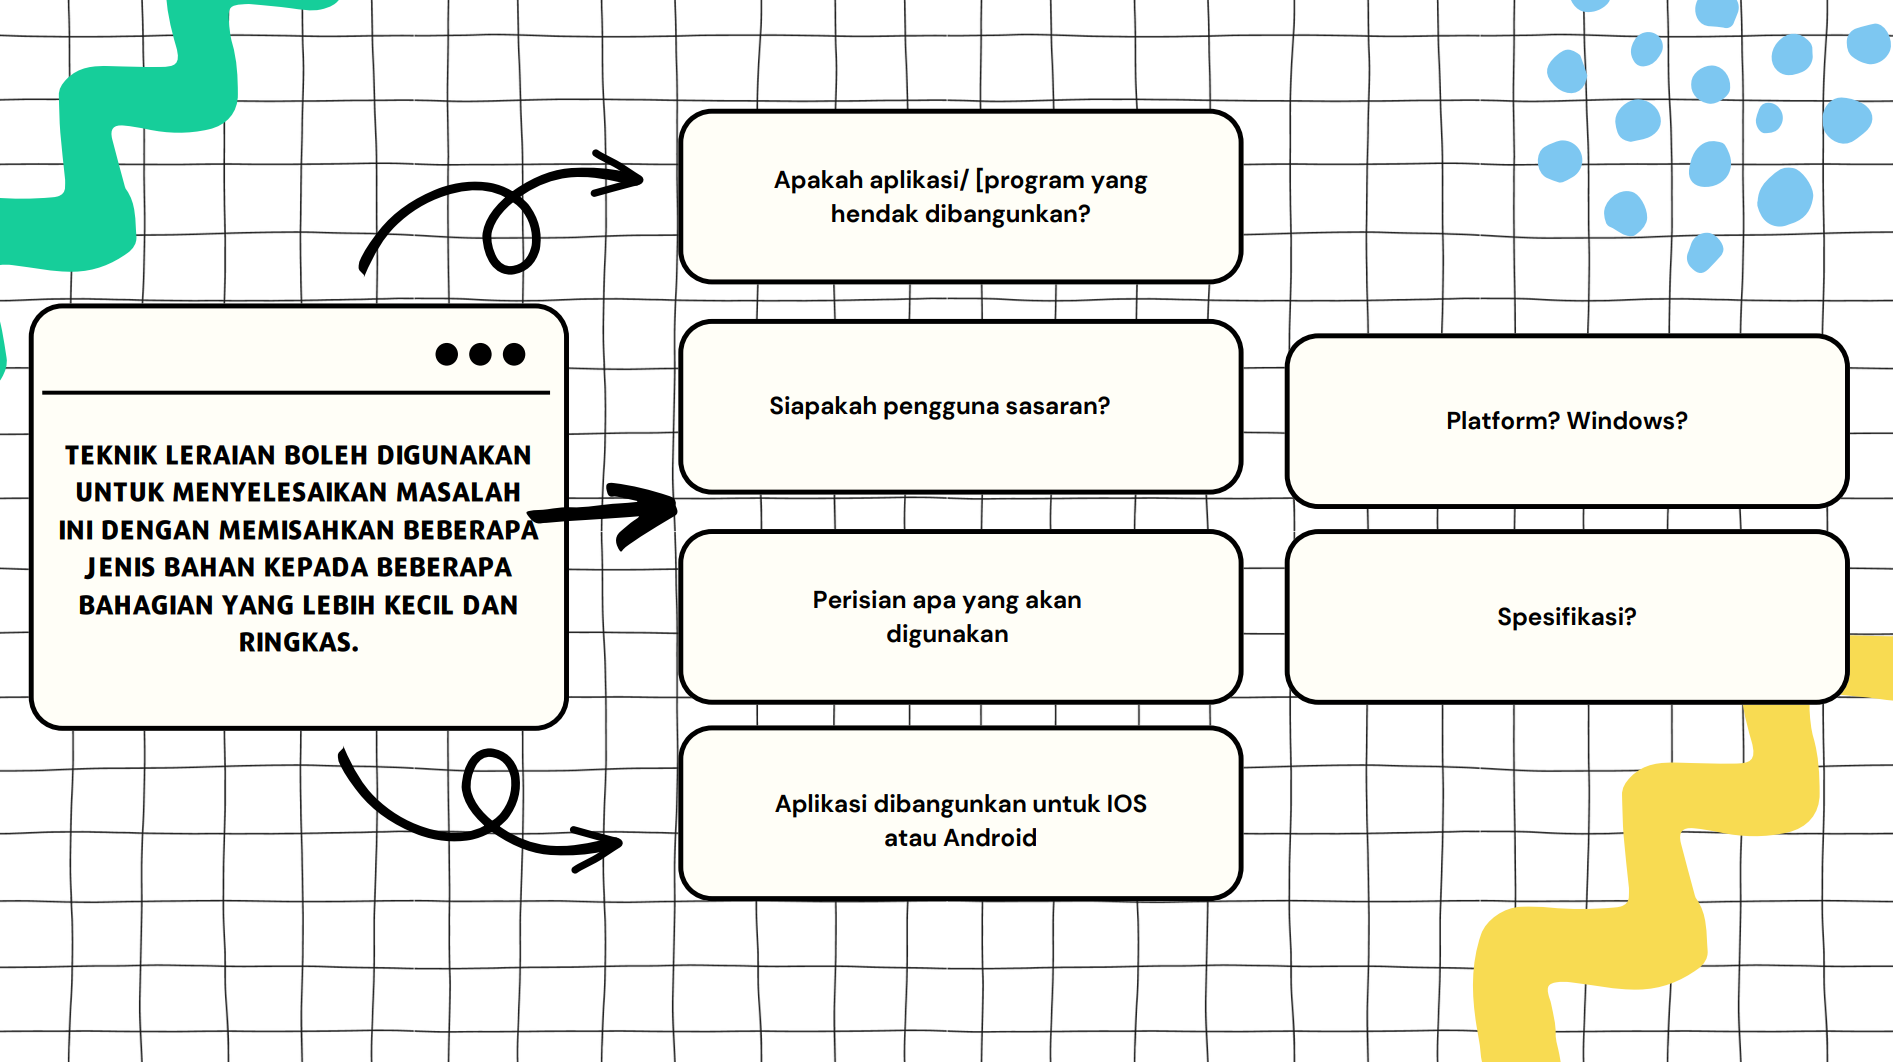 TEKNIK LERAIAN BOLEH DIGUNAKAN
UNTUK MENYELESAIKAN MASALAH
INI DENGAN MEMISAHKAN BEBERAPA
JENIS BAHAN KEPADA BEBERAPA
BAHAGIAN YANG LEBIH KECIL DAN
RINGKAS.
Apakah aplikasi/ [program yang
hendak dibangunkan?
Siapakah pengguna sasaran?
Perisian apa yang akan
digunakan
Aplikasi dibangunkan untuk IOS
atau Android
Platform? Windows?
Spesifikasi?